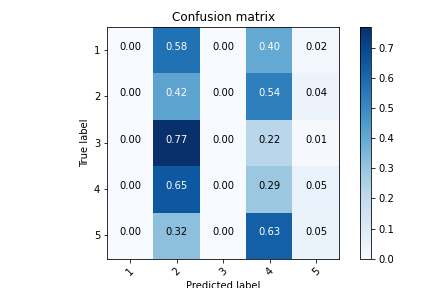 Confusion matrix
1 0.00 0.58 0.00 0.40 0.02
2 0.00 0.42 0.00 0.54 0.04
3 0.00 0.77 0.00 0.22 0.01
4 0.00 0.65 0.00 0.29 0.05
5 0.00 0.32 0.00 0.63 0.05
1 2 3 4 5
True label
Predicted label
0.7
0.6
0.5
0.4
0.3
0.2
0.1
0.0